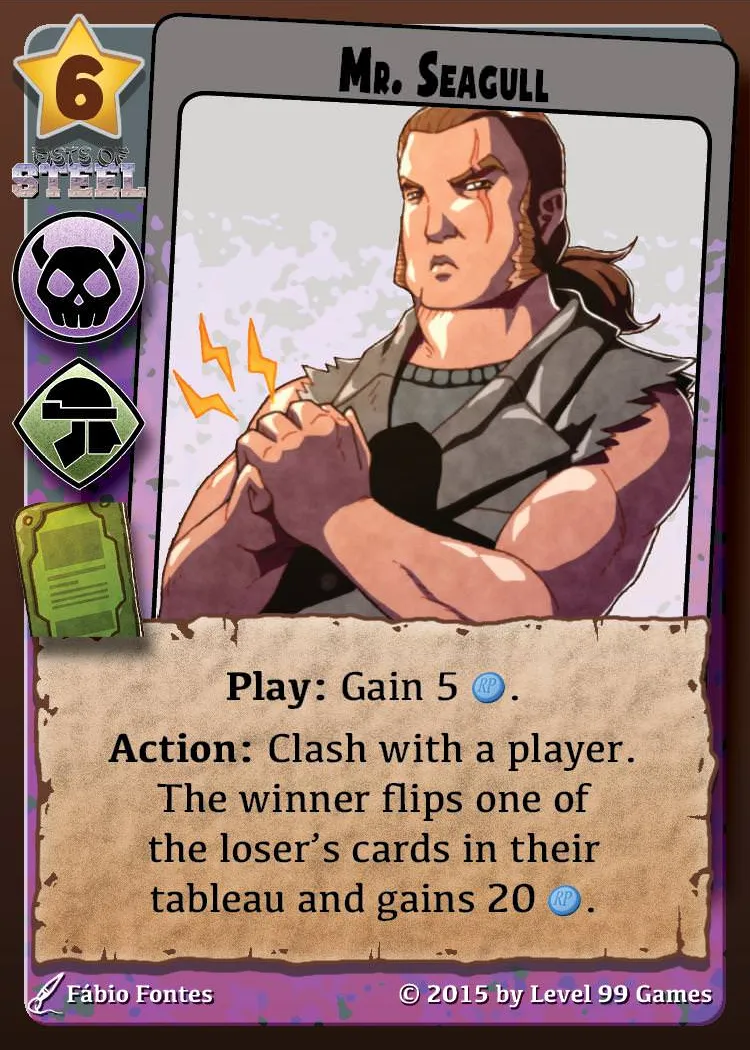 6
Mr. Seagull
FISTS OF
STEEL
Play: Gain 5 RP.
Action: Clash with a player.
The winner flips one of
the loser's cards in their
tableau and gains 20 RP.
Fábio Fontes
© 2015 by Level 99 Games